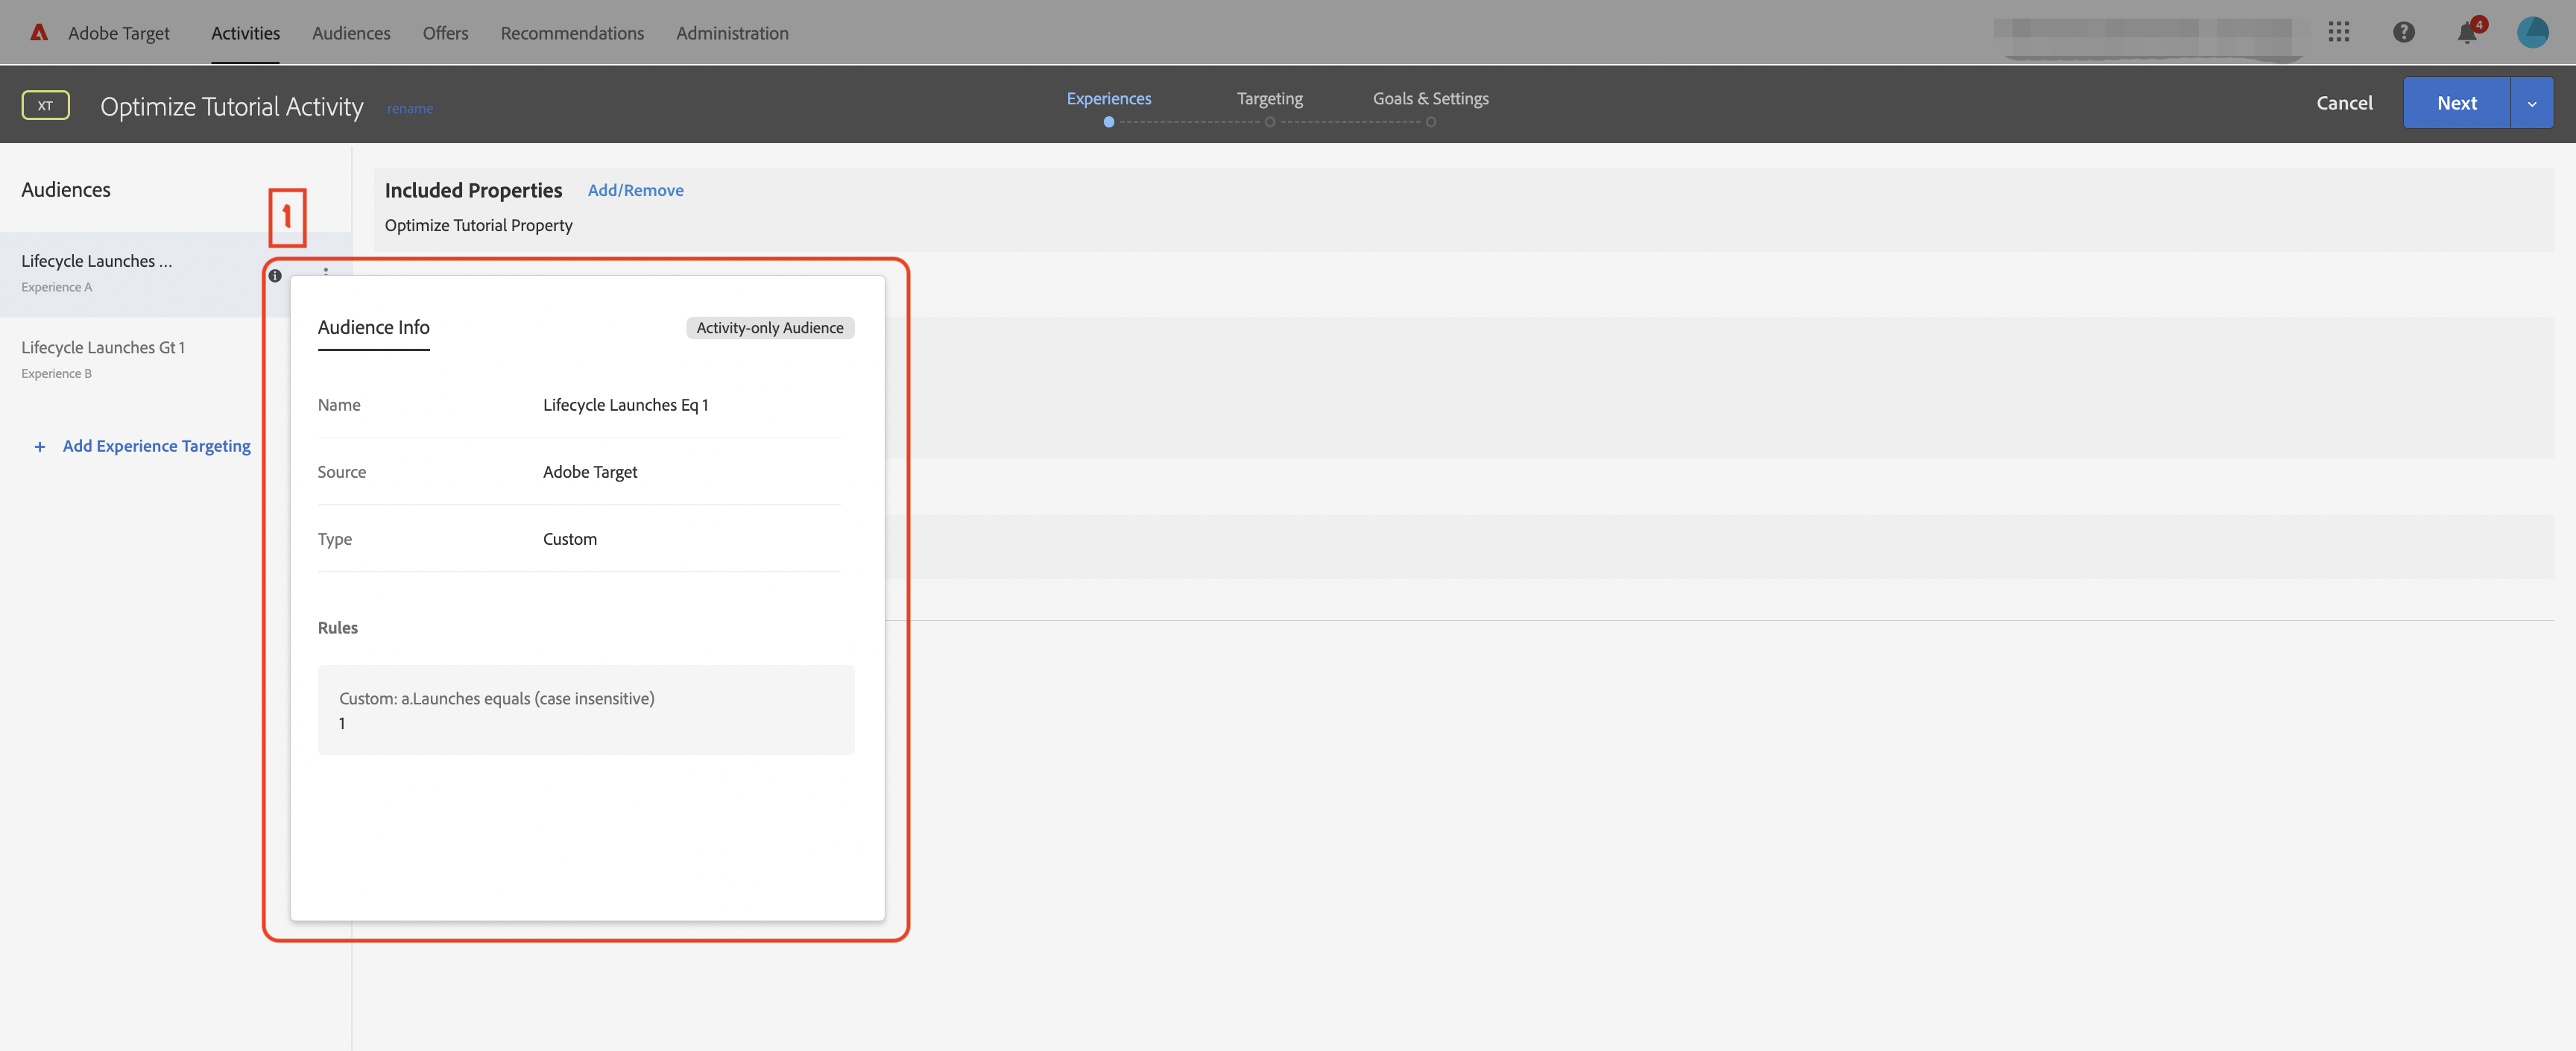 Adobe Target Activities Audiences Offers Recommendations Administration 4
XT Optimize Tutorial Activity rename Experiences Targeting Goals & Settings Cancel Next
Audiences
1
Included Properties Add/Remove
Optimize Tutorial Property
Lifecycle Launches ...
Experience A
Lifecycle Launches Gt 1
Experience B
+ Add Experience Targeting
Audience Info Activity-only Audience
Name Lifecycle Launches Eq 1
Source Adobe Target
Type Custom
Rules
Custom: a.Launches equals (case insensitive)
1